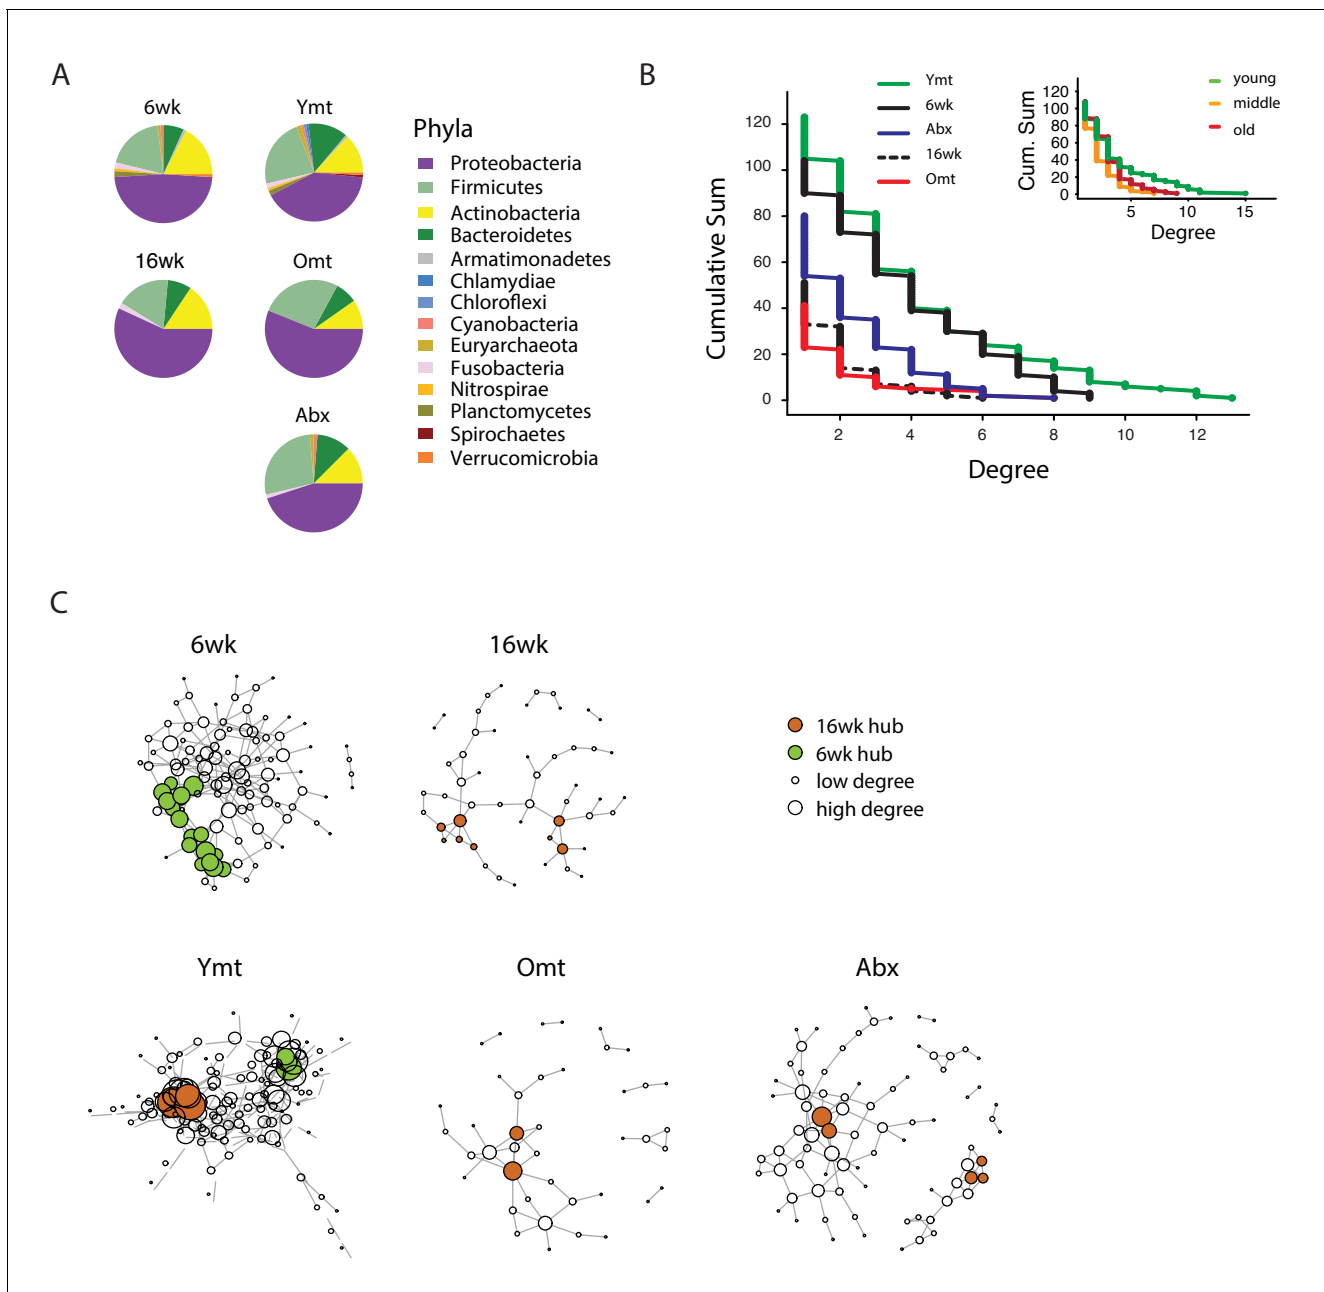 A
6wk
Ymt
16wk
Omt
Abx
Phyla
Proteobacteria
Firmicutes
Actinobacteria
Bacteroidetes
Armatimonadetes
Chlamydiae
Chloroflexi
Cyanobacteria
Euryarchaeota
Fusobacteria
Nitrospirae
Planctomycetes
Spirochaetes
Verrucomicrobia
B
Ymt
6wk
Abx
16wk
Omt
Cumulative Sum
120
100
80
60
40
20
0
2 4 6 8 10 12
Degree
young
middle
old
Cum. Sum
120
100
80
60
40
20
0
5 10 15
Degree
C
6wk
16wk
16wk hub
6wk hub
low degree
high degree
Ymt
Omt
Abx